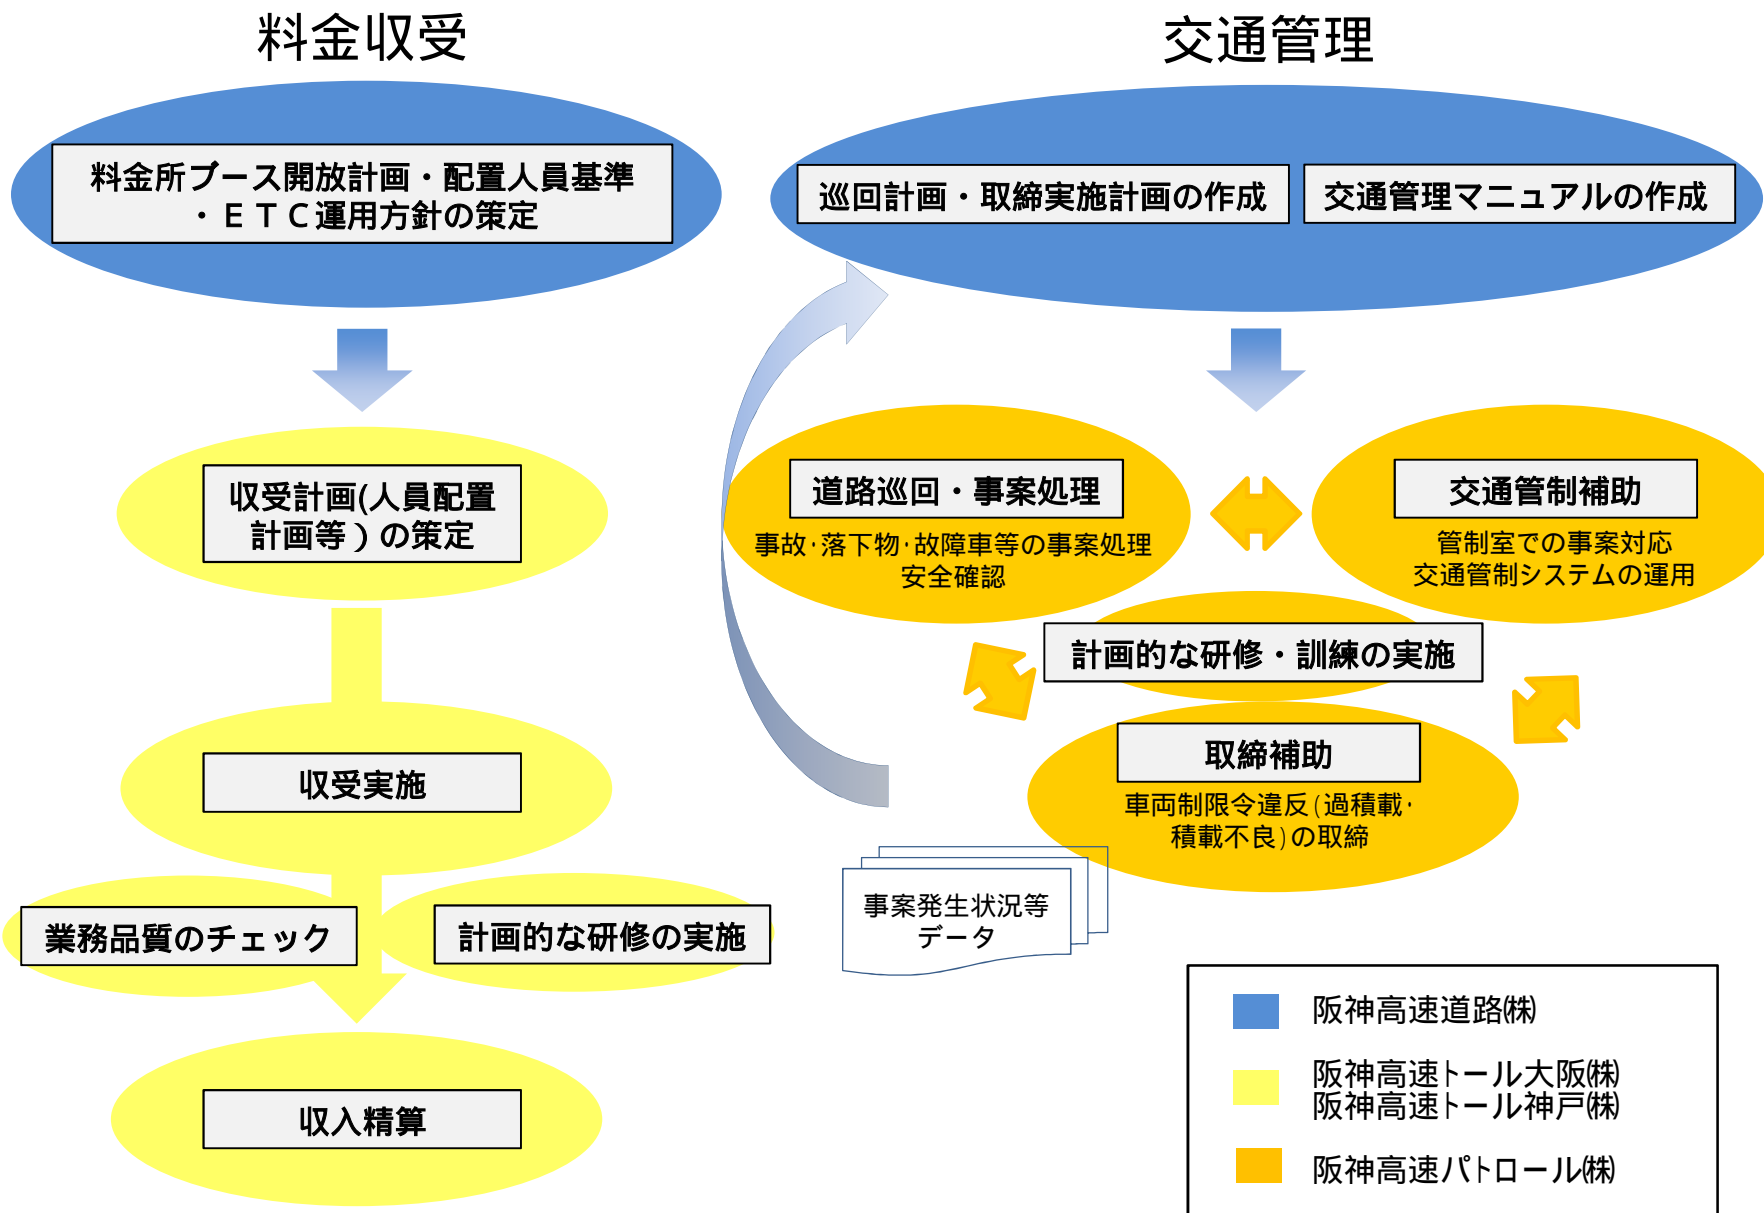 料金収受
料金所ブース開放計画・配置人員基準
・ＥＴＣ運用方針の策定
収受計画(人員配置
計画等）の策定
収受実施
業務品質のチェック
計画的な研修の実施
収入精算
交通管理
巡回計画・取締実施計画の作成
交通管理マニュアルの作成
道路巡回・事案処理
事故･落下物･故障車等の事案処理
安全確認
交通管制補助
管制室での事案対応
交通管制システムの運用
計画的な研修・訓練の実施
取締補助
車両制限令違反(過積載･
積載不良)の取締
事案発生状況等
データ
阪神高速道路㈱
阪神高速トール大阪㈱
阪神高速トール神戸㈱
阪神高速パトロール㈱